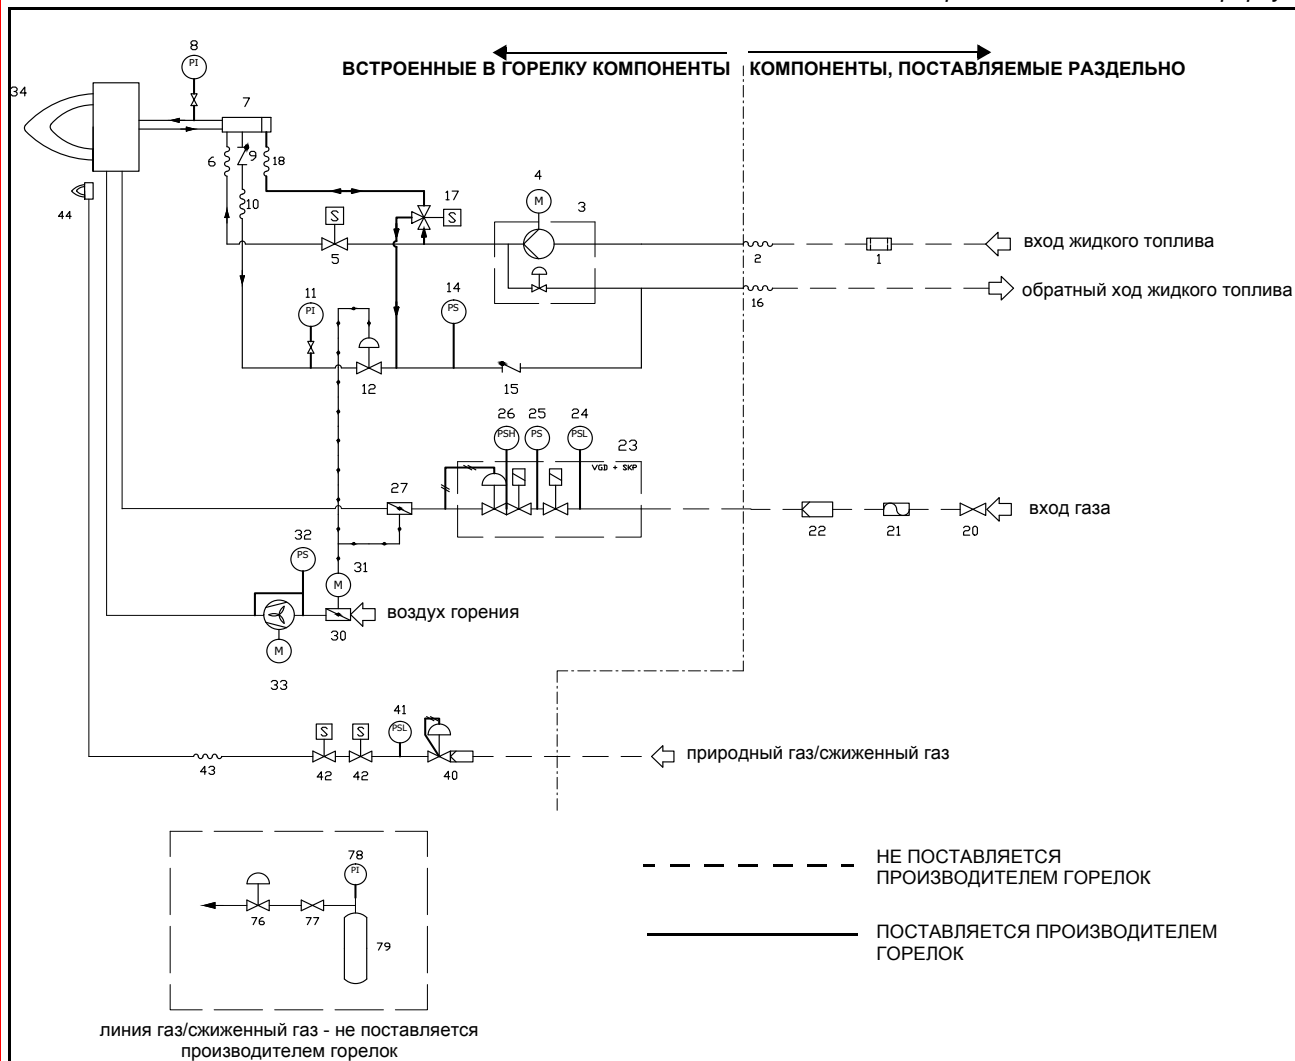 8
PI
ВСТРОЕННЫЕ В ГОРЕЛКУ КОМПОНЕНТЫ
КОМПОНЕНТЫ, ПОСТАВЛЯЕМЫЕ РАЗДЕЛЬНО
34
7
6
9
18
10
44
17
S
4
M
3
S
5
2
1
вход жидкого топлива
16
обратный ход жидкого топлива
11
PI
14
PS
12
15
26
25
24
PSH
PS
PSL
23
VGD + SKP
27
22
21
20
вход газа
32
PS
31
M
30
воздух горения
M
33
41
PSL
S
S
43
42
42
40
природный газ/сжиженный газ
78
PI
76
77
79
линия газ/сжиженный газ - не поставляется
производителем горелок
НЕ ПОСТАВЛЯЕТСЯ
ПРОИЗВОДИТЕЛЕМ ГОРЕЛОК
ПОСТАВЛЯЕТСЯ ПРОИЗВОДИТЕЛЕМ
ГОРЕЛОК